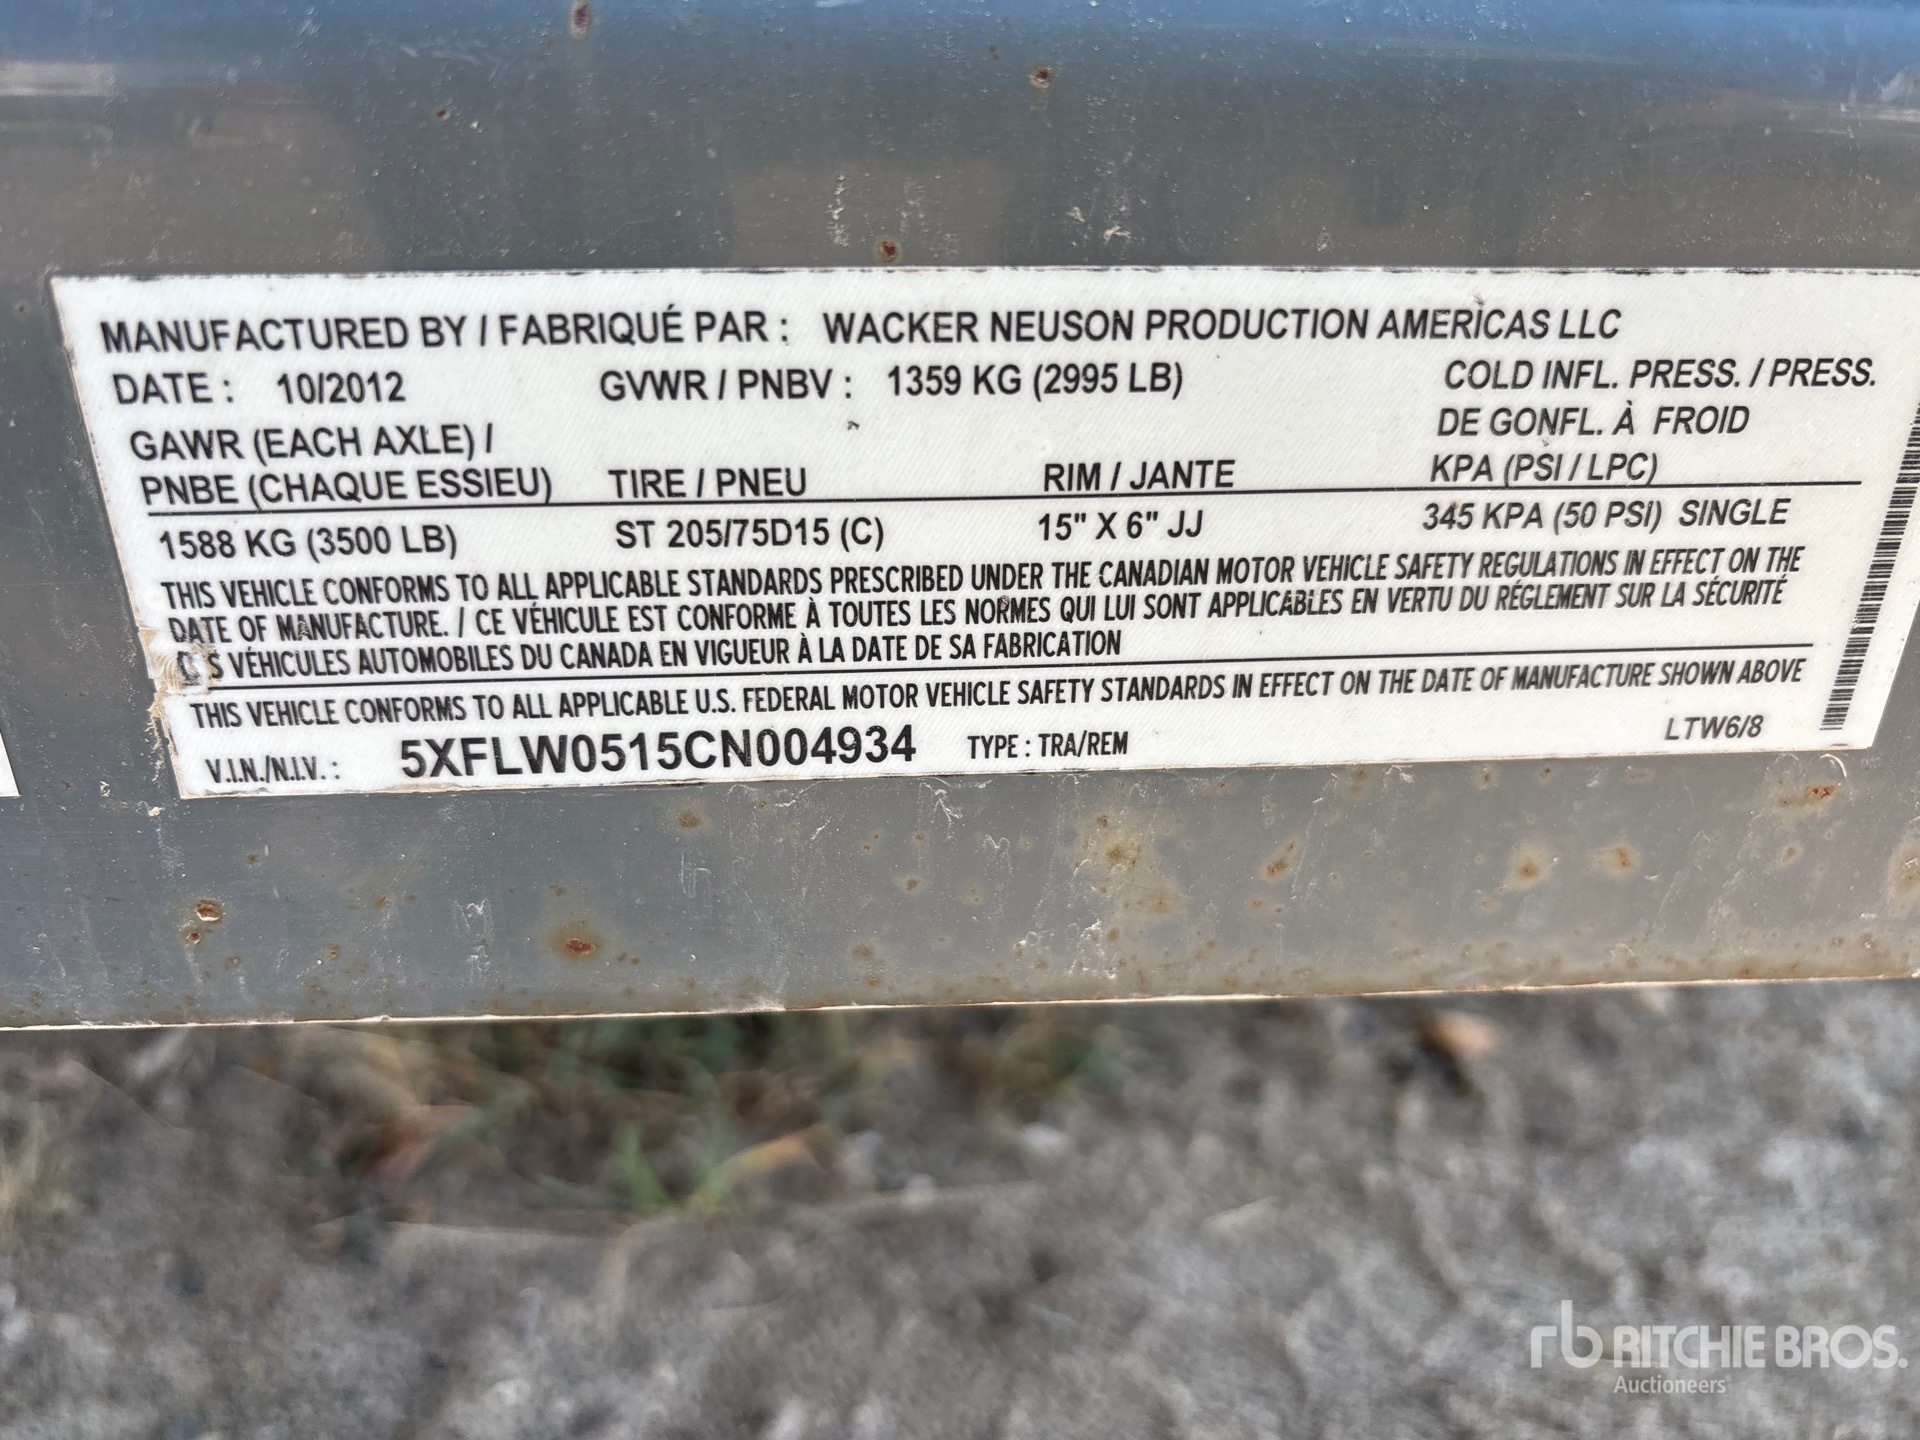 MANUFACTURED BY / FABRIQUÉ PAR : WACKER NEUSON PRODUCTION AMERICAS LLC
DATE : 10/2012 GVWR / PNBV : 1359 KG (2995 LB) COLD INFL. PRESS. / PRESS.
DE GONFL. À FROID
GAWR (EACH AXLE) /
PNBE (CHAQUE ESSIEU) TIRE / PNEU RIM / JANTE KPA (PSI / LPC)
1588 KG (3500 LB) ST 205/75D15 (C) 15" X 6" JJ 345 KPA (50 PSI) SINGLE
THIS VEHICLE CONFORMS TO ALL APPLICABLE STANDARDS PRESCRIBED UNDER THE CANADIAN MOTOR VEHICLE SAFETY REGULATIONS IN EFFECT ON THE
DATE OF MANUFACTURE. / CE VÉHICULE EST CONFORME À TOUTES LES NORMES QUI LUI SONT APPLICABLES EN VERTU DU RÉGLEMENT SUR LA SÉCURITÉ
VÉHICULES AUTOMOBILES DU CANADA EN VIGUEUR À LA DATE DE SA FABRICATION
THIS VEHICLE CONFORMS TO ALL APPLICABLE U.S. FEDERAL MOTOR VEHICLE SAFETY STANDARDS IN EFFECT ON THE DATE OF MANUFACTURE SHOWN ABOVE
V.I.N./N.I.V. : 5XFLW0515CN004934 TYPE : TRA/REM LTW6/8
rb RITCHIE BROS.
Auctioneers